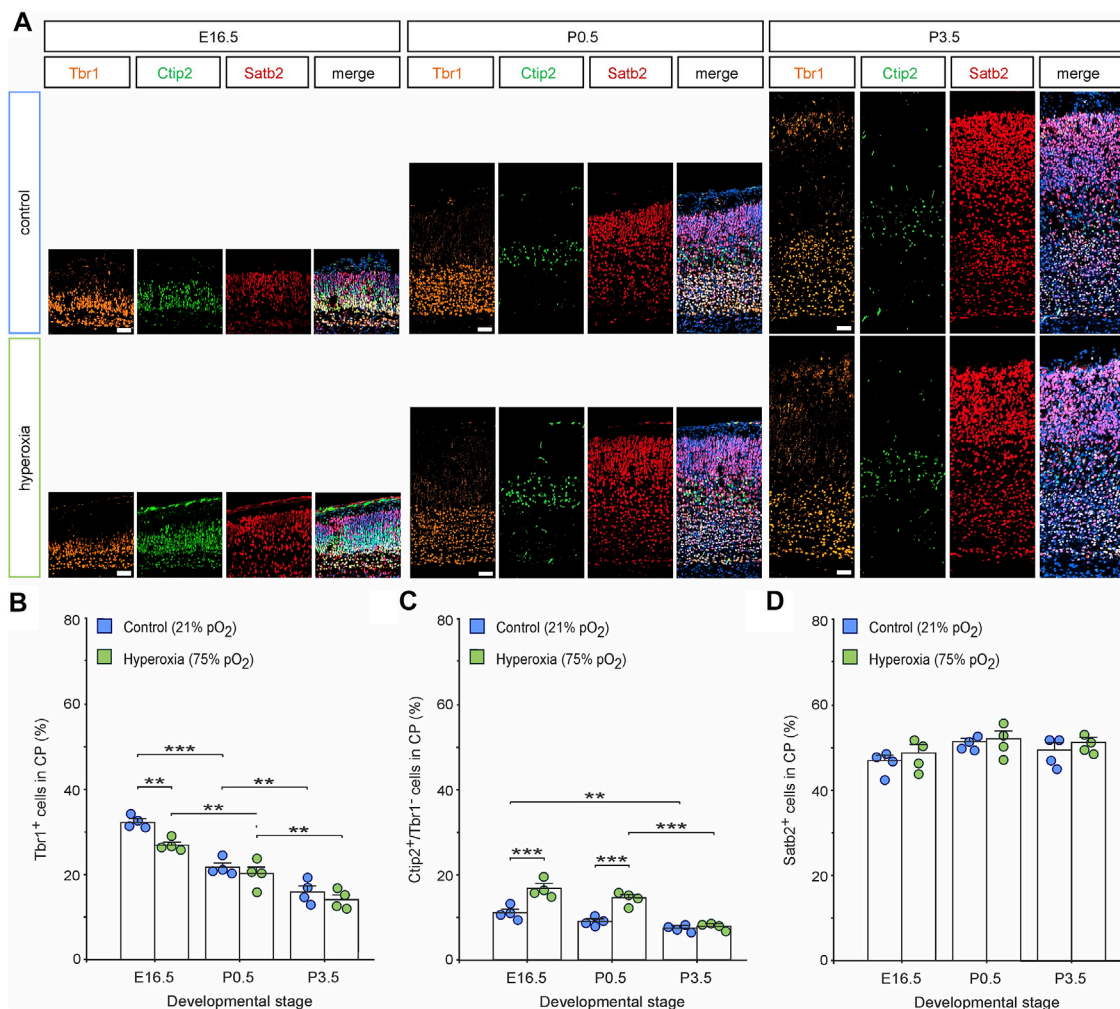 A
E16.5 P0.5 P3.5
Tbr1 Ctip2 Satb2 merge Tbr1 Ctip2 Satb2 merge Tbr1 Ctip2 Satb2 merge
control
hyperoxia
B
80
60
40
20
0
Tbr1+ cells in CP (%)
Control (21% pO2)
Hyperoxia (75% pO2)
***
**
**
**
**
E16.5 P0.5 P3.5
Developmental stage
C
80
60
40
20
0
Ctip2+/Tbr1- cells in CP (%)
Control (21% pO2)
Hyperoxia (75% pO2)
**
***
***
***
E16.5 P0.5 P3.5
Developmental stage
D
80
60
40
20
0
Satb2+ cells in CP (%)
Control (21% pO2)
Hyperoxia (75% pO2)
E16.5 P0.5 P3.5
Developmental stage